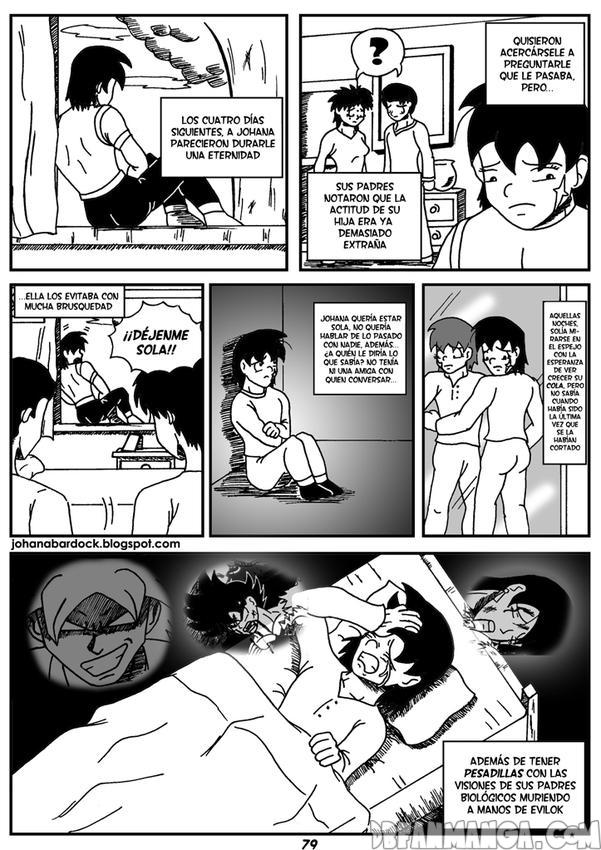 LOS CUATRO DÍAS
SIGUIENTES, A JOHANA
PARECIERON DURARLE
UNA ETERNIDAD
?
QUISIERON
ACERCÁRSELE A
PREGUNTARLE
QUE LE PASABA,
PERO...
SUS PADRES
NOTARON QUE LA
ACTITUD DE SU
HIJA ERA YA
DEMASIADO
EXTRAÑA
...ELLA LOS EVITABA CON
MUCHA BRUSQUEDAD
¡¡DÉJENME
SOLA!!
JOHANA QUERÍA ESTAR
SOLA, NO QUERÍA
HABLAR DE LO PASADO
CON NADIE, ADEMÁS...
¿A QUIÉN LE DIRÍA LO
QUE SABÍA? NO TENÍA
NI UNA AMIGA CON
QUIEN CONVERSAR...
AQUELLAS
NOCHES,
SOLÍA MI-
RARSE EN
EL ESPEJO
CON LA
ESPERANZA
DE VER
CRECER SU
COLA, PERO
NO SABÍA
CUANDO
HABÍA SIDO
LA ÚLTIMA
VEZ QUE
SE LA
HABÍAN
CORTADO
johanabardock.blogspot.com
ADEMÁS DE TENER
PESADILLAS CON LAS
VISIONES DE SUS PADRES
BIOLÓGICOS MURIENDO
A MANOS DE EVILOK
79
DBFANMANGA.COM